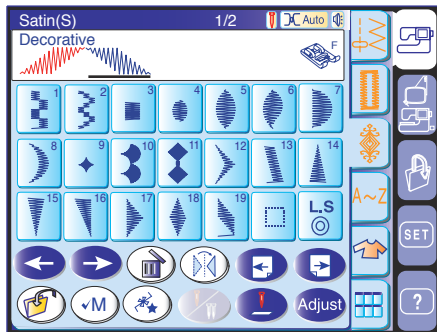 Satin(S) 1/2 Auto
Decorative F
1 2 3 4 5 6 7
8 9 10 11 12 13 14
15 16 17 18 19 L.S
A~Z
SET
✓M Adjust ?